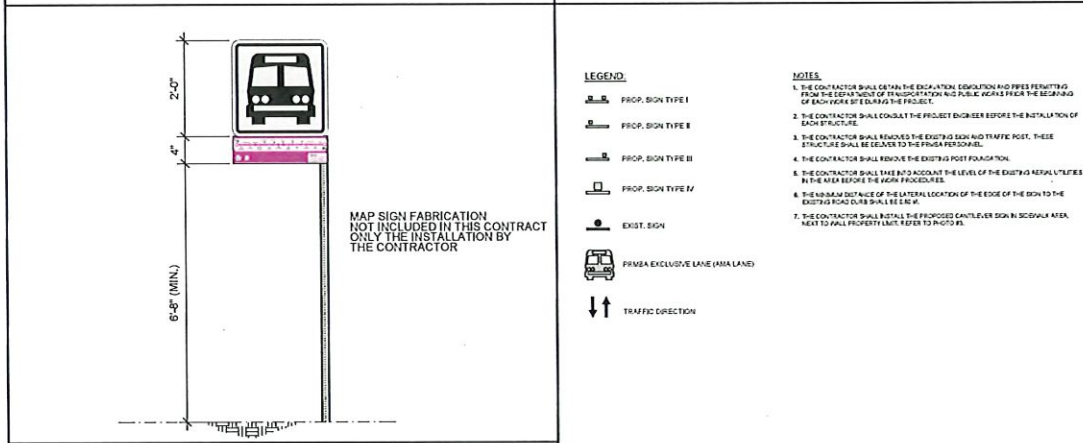 2'-0"
4"
6'-8" (MIN.)
MAP SIGN FABRICATION
NOT INCLUDED IN THIS CONTRACT
ONLY THE INSTALLATION BY
THE CONTRACTOR
LEGEND:
PROP. SIGN TYPE I
PROP. SIGN TYPE II
PROP. SIGN TYPE III
PROP. SIGN TYPE IV
EXIST. SIGN
PRMBA EXCLUSIVE LANE (AMA LANE)
TRAFFIC DIRECTION
NOTES
1. THE CONTRACTOR SHALL OBTAIN THE EXCAVATION, DEMOLITION AND PIPES PERMITTING
FROM THE DEPARTMENT OF TRANSPORTATION AND PUBLIC WORKS PRIOR THE BEGINNING
OF EACH WORK SITE DURING THE PROJECT.
2. THE CONTRACTOR SHALL CONSULT THE PROJECT ENGINEER BEFORE THE INSTALLATION OF
EACH STRUCTURE.
3. THE CONTRACTOR SHALL REMOVED THE EXISTING SIGN AND TRAFFIC POST. THESE
STRUCTURE SHALL BE DELIVER TO THE PRMBA PERSONNEL.
4. THE CONTRACTOR SHALL REMOVE THE EXISTING POST FOUNDATION.
5. THE CONTRACTOR SHALL TAKE INTO ACCOUNT THE LEVEL OF THE EXISTING AERIAL UTILITIES
IN THE AREA BEFORE THE WORK PROCEDURES.
6. THE MINIMUM DISTANCE OF THE LATERAL LOCATION OF THE EDGE OF THE SIGN TO THE
EXISTING ROAD CURB SHALL BE
7. THE CONTRACTOR SHALL INSTALL THE PROPOSED CANTILEVER SIGN IN SIDEWALK AREA,
NEXT TO WALL PROPERTY LIMIT. REFER TO PHOTO